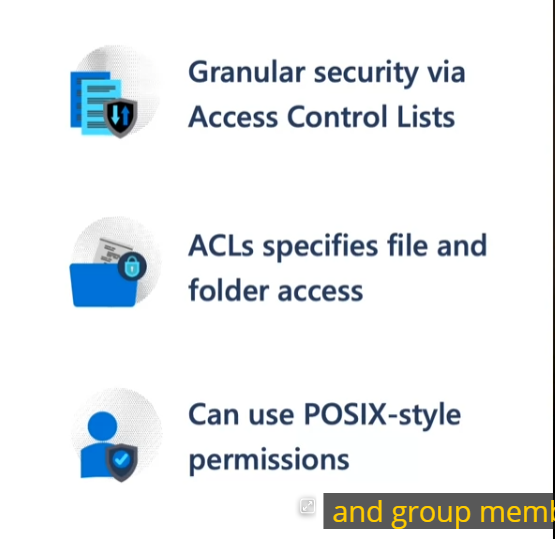 Granular security via
Access Control Lists
ACLs specifies file and
folder access
Can use POSIX-style
permissions
and group memb